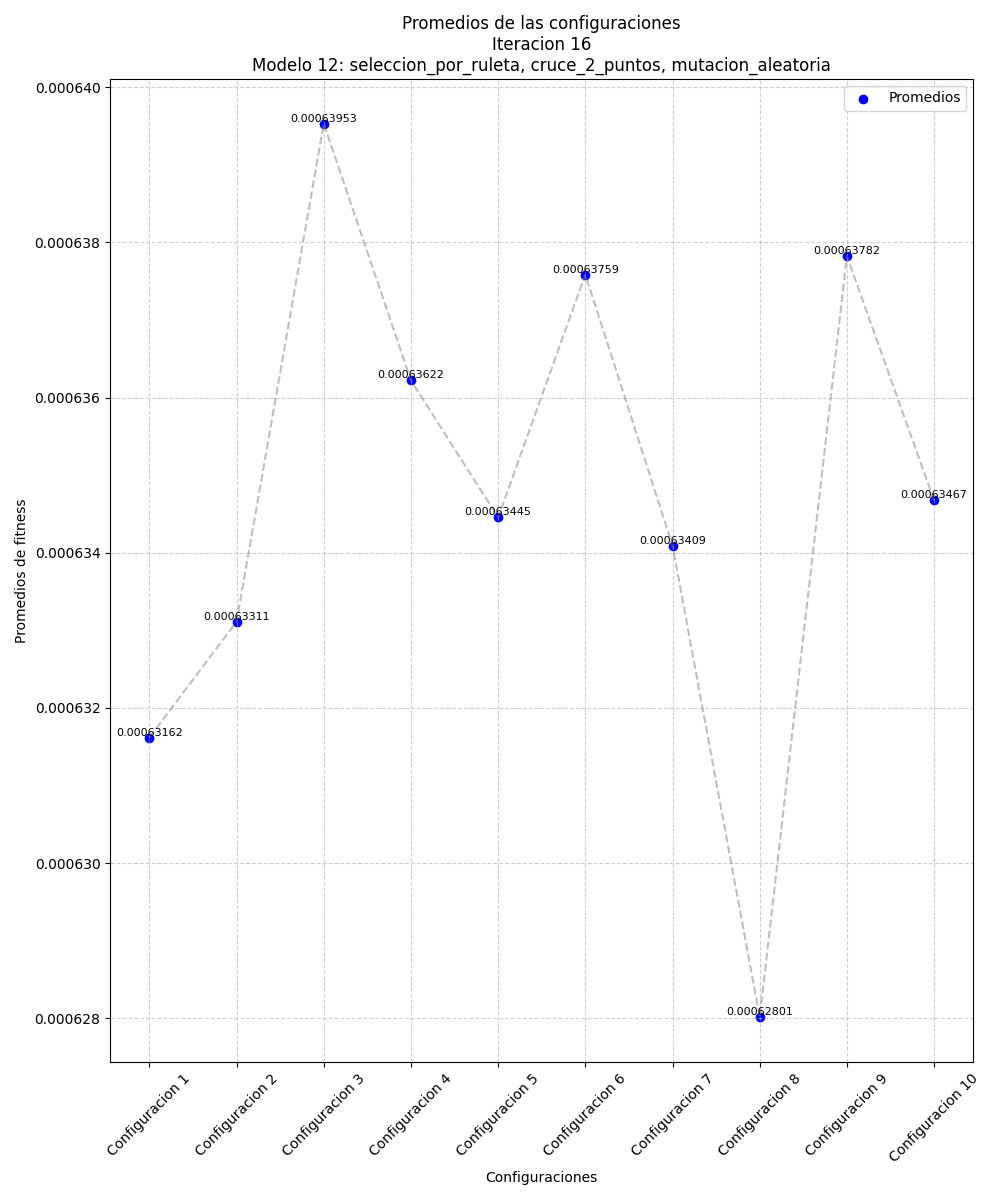 Promedios de las configuraciones
Iteracion 16
Modelo 12: seleccion_por_ruleta, cruce_2_puntos, mutacion_aleatoria
Promedios
0.000640
0.000638
0.000636
0.000634
0.000632
0.000630
0.000628
Promedios de fitness
0.00063162
0.00063311
0.00063953
0.00063622
0.00063445
0.00063759
0.00063409
0.00062801
0.00063782
0.00063467
Configuracion 1
Configuracion 2
Configuracion 3
Configuracion 4
Configuracion 5
Configuracion 6
Configuracion 7
Configuracion 8
Configuracion 9
Configuracion 10
Configuraciones